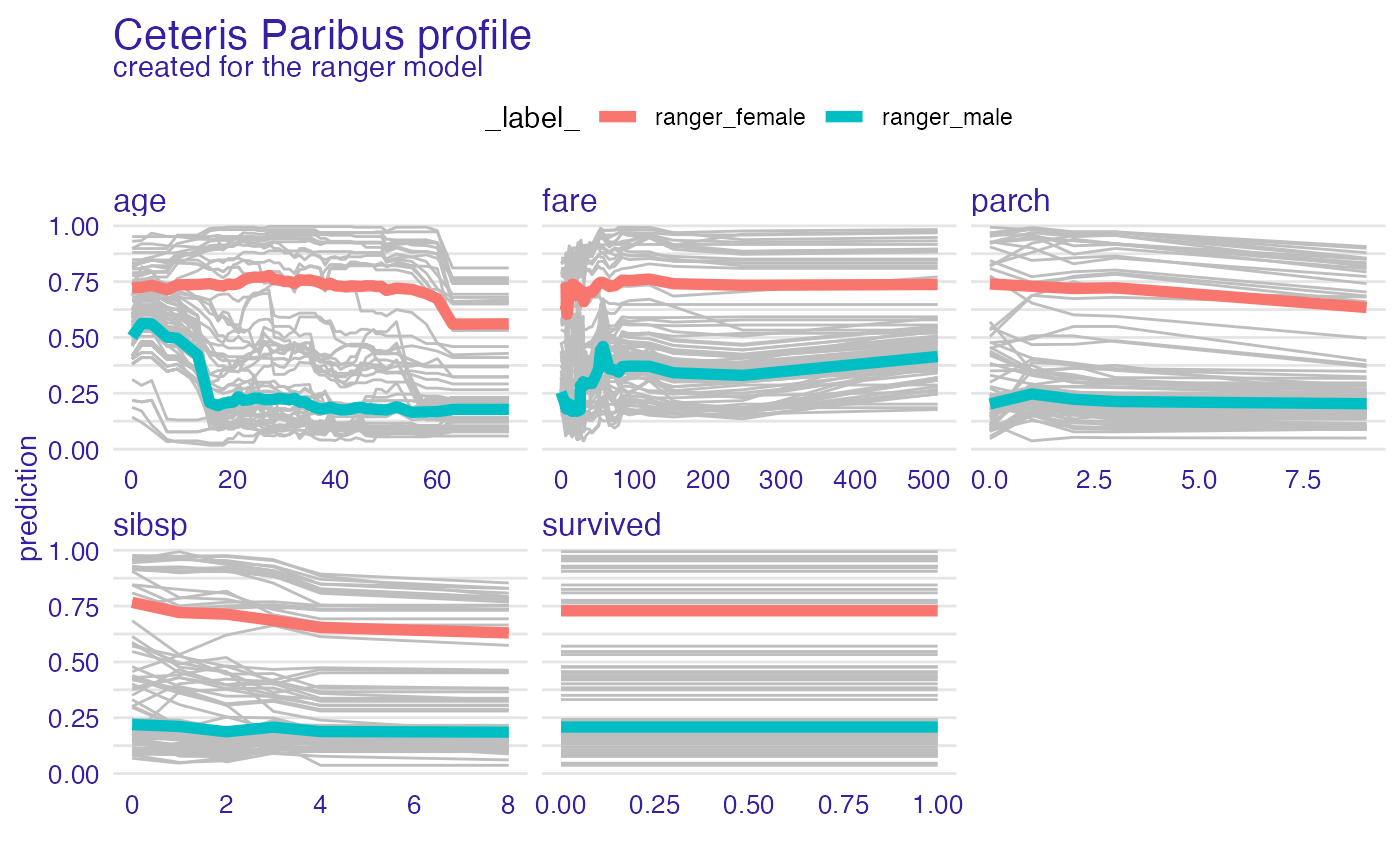 Ceteris Paribus profile
created for the ranger model
_label_ ranger_female ranger_male
age fare parch
1.00
0.75
0.50
0.25
0.00
0 20 40 60 0 100 200 300 400 500 0.0 2.5 5.0 7.5
prediction
sibsp survived
1.00
0.75
0.50
0.25
0.00
0 2 4 6 8 0.00 0.25 0.50 0.75 1.00